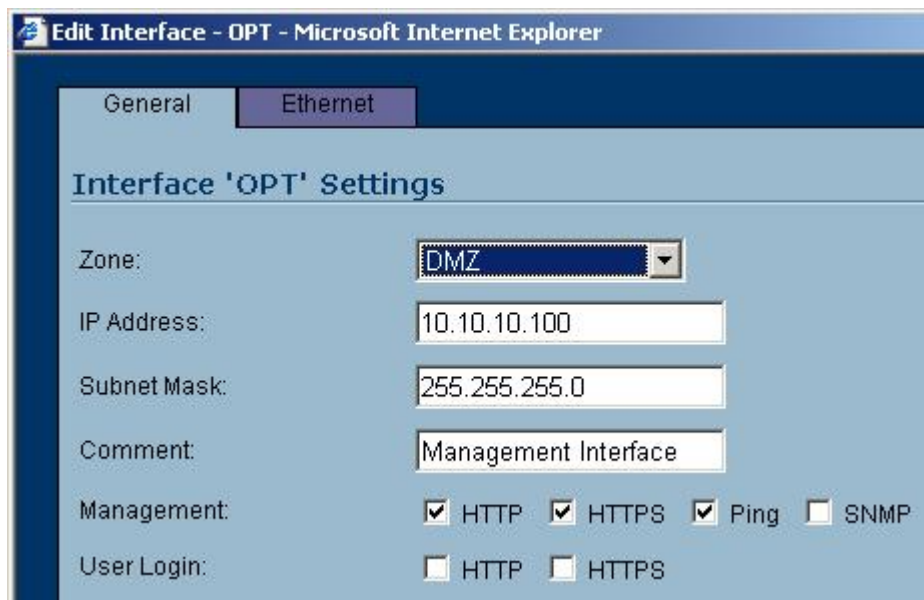 Edit Interface - OPT - Microsoft Internet Explorer
General Ethernet
Interface 'OPT' Settings
Zone: DMZ
IP Address: 10.10.10.100
Subnet Mask: 255.255.255.0
Comment: Management Interface
Management: HTTP HTTPS Ping SNMP
User Login: HTTP HTTPS